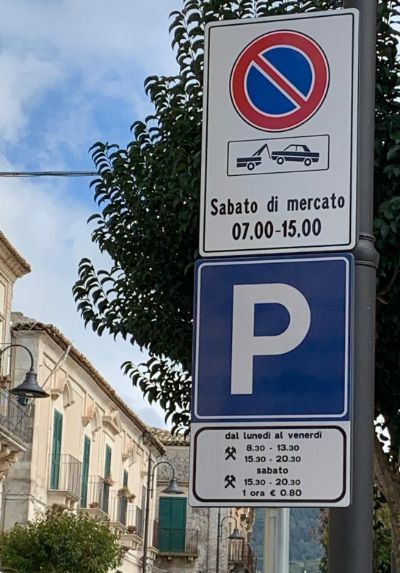 Sabato di mercato
07.00-15.00
P
dal lunedì al venerdì
8.30 - 13.30
15.30 - 20.30
sabato
15.30 - 20.30
1 ora € 0.80